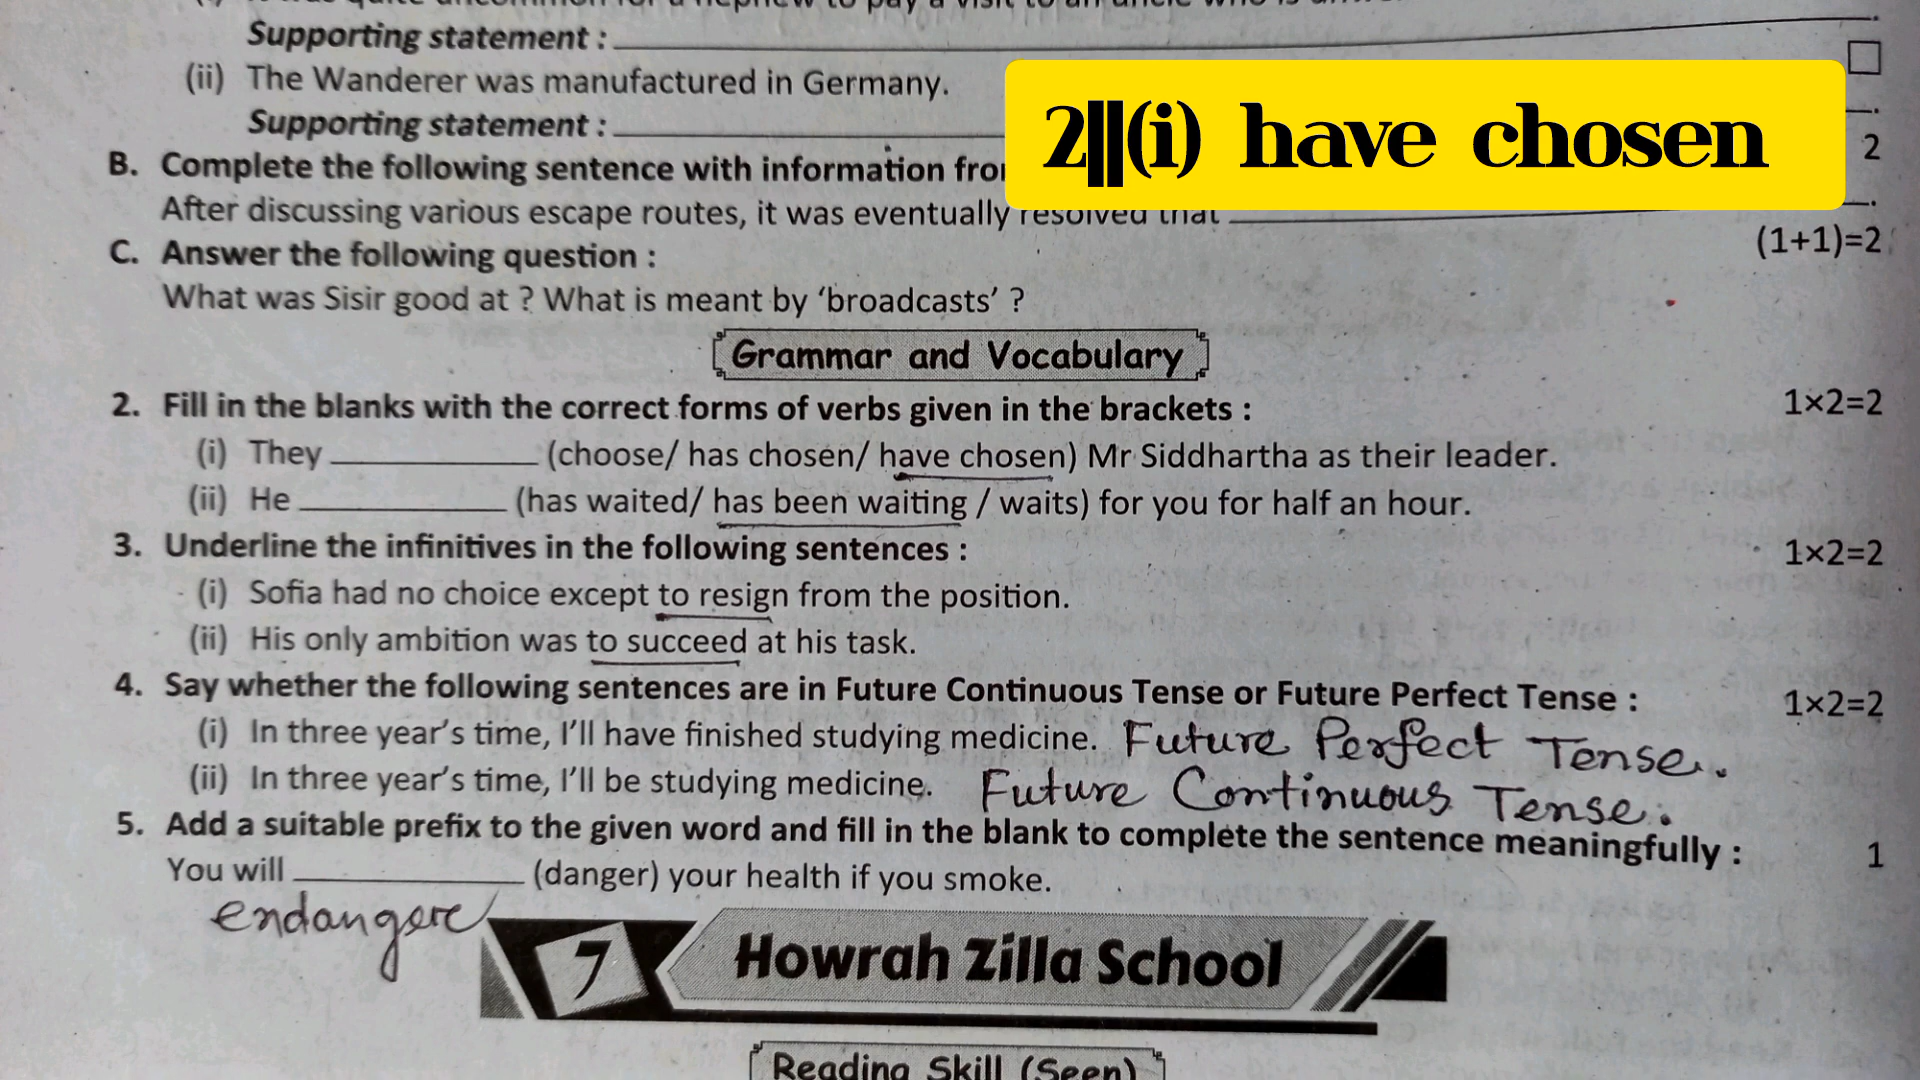 Supporting statement :
(ii) The Wanderer was manufactured in Germany.
Supporting statement :
2||(i) have chosen
2
B. Complete the following sentence with information
After discussing various escape routes, it was eventually resolved that
(1+1)=2
C. Answer the following question :
What was Sisir good at ? What is meant by ‘broadcasts’ ?
Grammar and Vocabulary
2. Fill in the blanks with the correct forms of verbs given in the brackets : 1×2=2
(i) They __________ (choose/ has chosen/ have chosen) Mr Siddhartha as their leader.
(ii) He __________ (has waited/ has been waiting / waits) for you for half an hour.
3. Underline the infinitives in the following sentences : 1×2=2
(i) Sofia had no choice except to resign from the position.
(ii) His only ambition was to succeed at his task.
4. Say whether the following sentences are in Future Continuous Tense or Future Perfect Tense : 1×2=2
(i) In three year’s time, I’ll have finished studying medicine. Future Perfect Tense.
(ii) In three year’s time, I’ll be studying medicine. Future Continuous Tense.
5. Add a suitable prefix to the given word and fill in the blank to complete the sentence meaningfully : 1
You will __________ (danger) your health if you smoke.
endanger
7 Howrah Zilla School
Reading Skill (Seen)